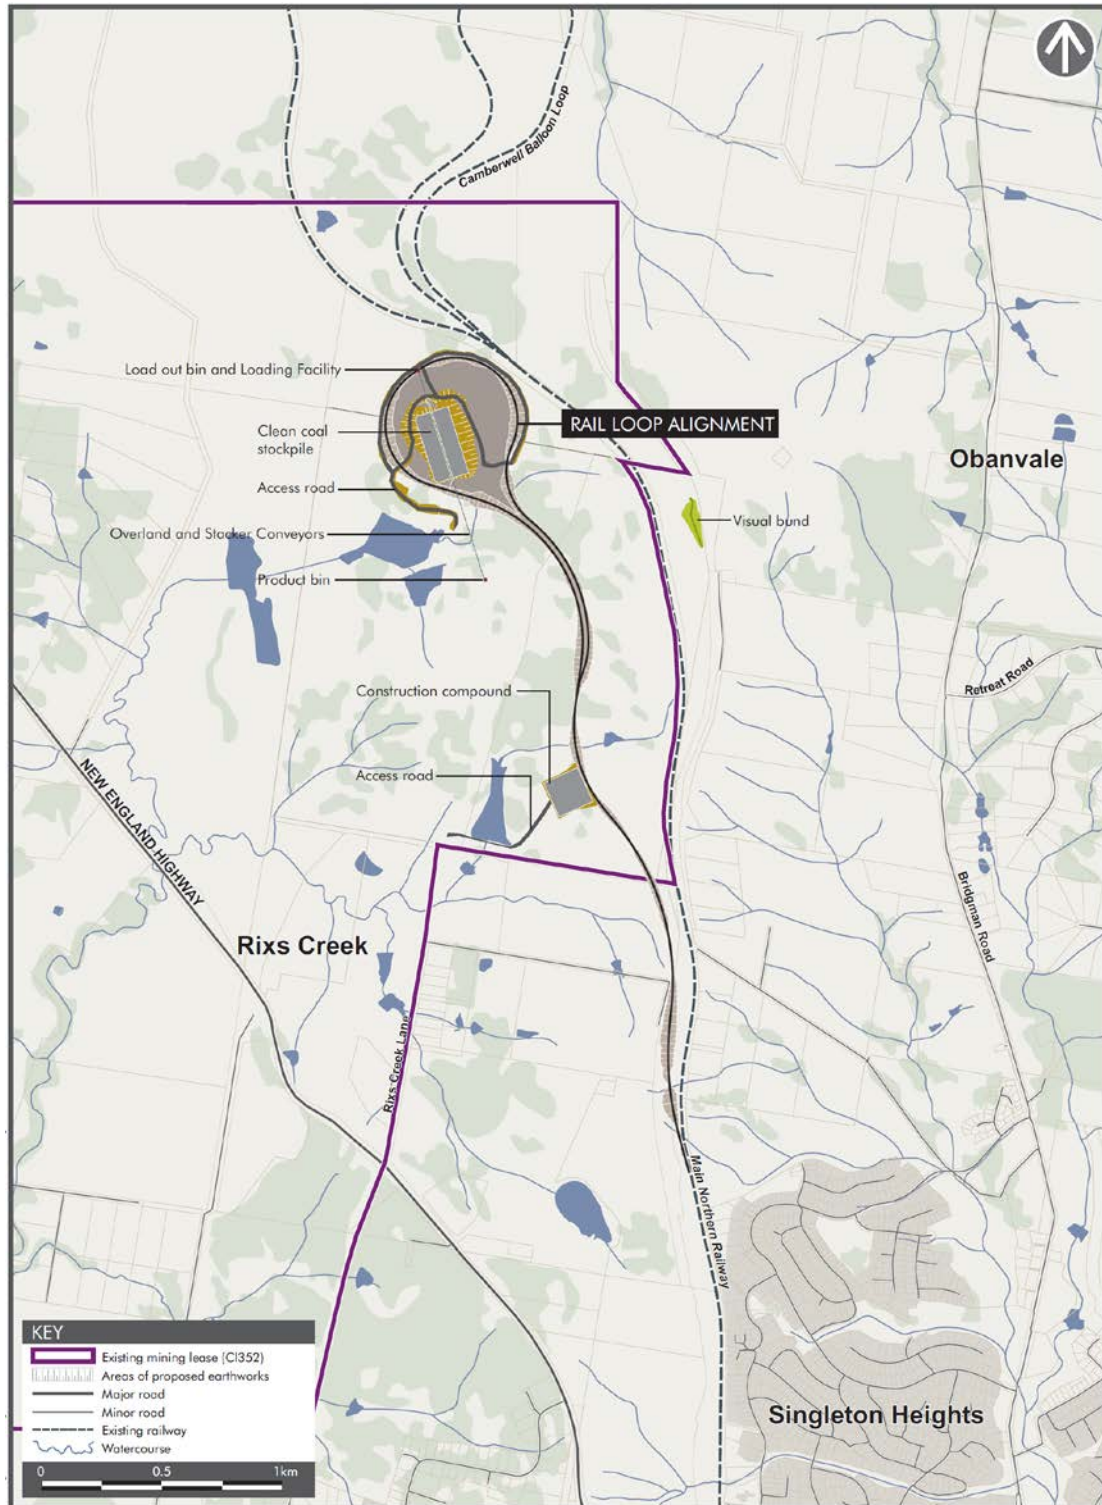 Camberwell Balloon Loop
Load out bin and Loading Facility
RAIL LOOP ALIGNMENT
Clean coal
stockpile
Obanvale
Access road
Visual bund
Overland and Stacker Conveyors
Product bin
Retreat Road
Construction compound
Access road
NEW ENGLAND HIGHWAY
Bridgman Road
Rixs Creek
Rixs Creek Lane
Main Northern Railway
Singleton Heights
KEY
Existing mining lease (Cl352)
Areas of proposed earthworks
Major road
Minor road
Existing railway
Watercourse
0 0.5 1km